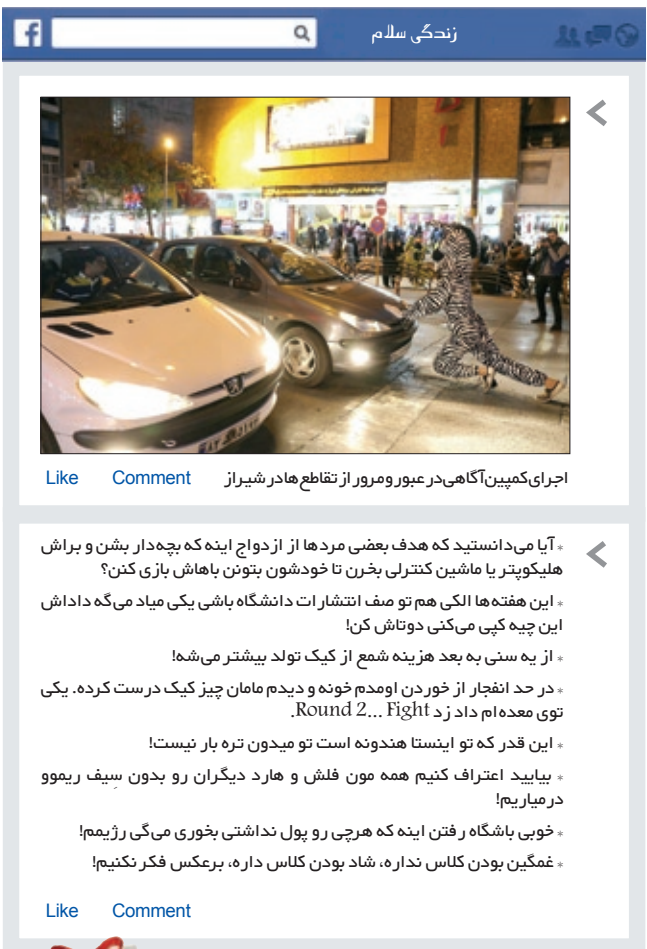 زندگی سلام
اجرای کمپین آگاهی در عبور و مرور از تقاطع ها در شیراز
Comment
Like
* آیا می‌دانستید که هدف بعضی مردها از ازدواج اینه که بچه‌دار بشن و براش
هلیکوپتر یا ماشین کنترلی بخرن تا خودشون بتونن باهاش بازی کنن؟
* این هفته‌ها الکی هم تو صف انتشارات دانشگاه باشی یکی میاد می‌گه داداش
این چیه کپی می‌کنی دوتاش کن!
* از یه سنی به بعد هزینه شمع از کیک تولد بیشتر می‌شه!
* در حد انفجار از خوردن اومدم خونه و دیدم مامان چیز کیک درست کرده. یکی
توی معده‌ام داد زد Round 2... Fight.
* این قدر که تو اینستا هندونه است تو میدون تره بار نیست!
* بیایید اعتراف کنیم همه مون فلش و هارد دیگران رو بدون سِیف ریموو
درمیاریم!
* خوبی باشگاه رفتن اینه که هرچی رو پول نداشتی بخوری می‌گی رژیمم!
* غمگین بودن کلاس نداره، شاد بودن کلاس داره، برعکس فکر نکنیم!
Like
Comment